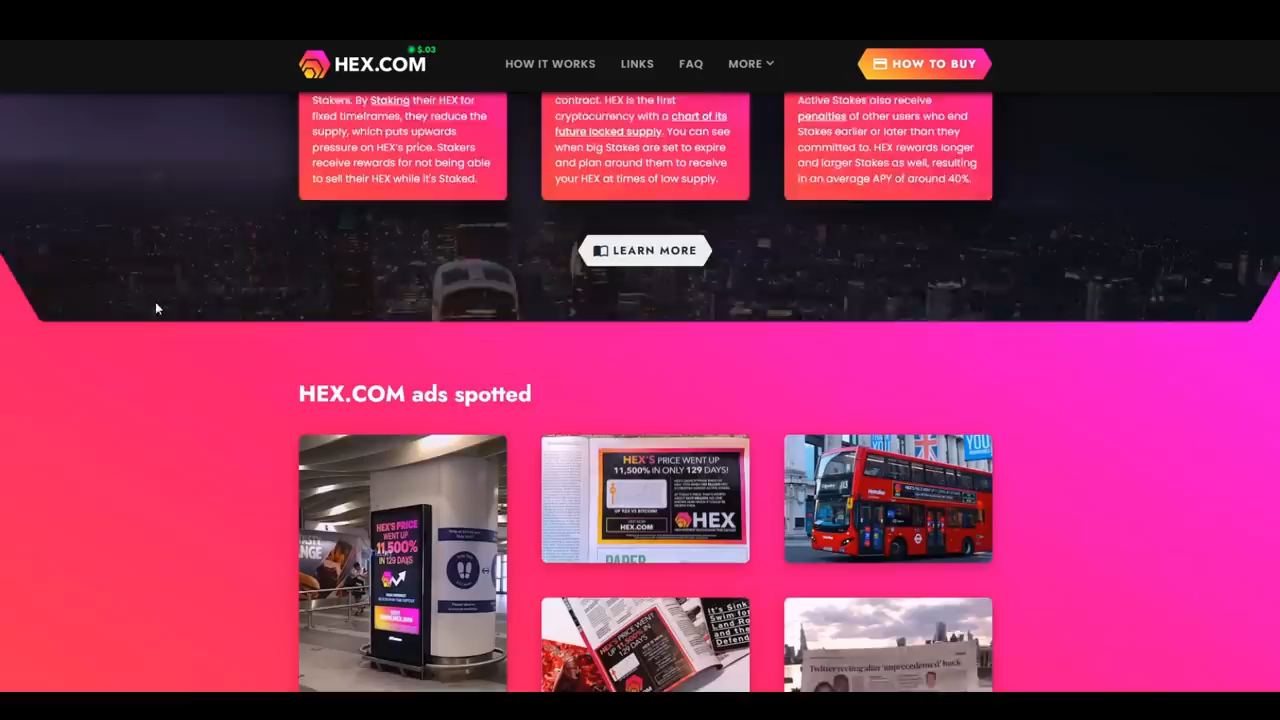 $.03
HEX.COM
HOW IT WORKS
LINKS
FAQ
MORE
HOW TO BUY
Stakers. By Staking their HEX for
fixed timeframes, they reduce the
supply, which puts upwards
pressure on HEX's price. Stakers
receive rewards for not being able
to sell their HEX while it's Staked.
contract. HEX is the first
cryptocurrency with a chart of its
future locked supply. You can see
when big Stakes are set to expire
and plan around them to receive
your HEX at times of low supply.
Active Stakes also receive
penalties of other users who end
Stakes earlier or later than they
committed to. HEX rewards longer
and larger Stakes as well, resulting
in an average APY of around 40%.
LEARN MORE
HEX.COM ads spotted
HEX'S PRICE
WENT UP
11,500%
IN 129 DAYS
HEX'S PRICE WENT UP
11,500% IN ONLY 129 DAYS!
HEX.COM
HEX
PAPER
YOU
HEX'S PRICE WENT
UP 11,500% IN
129 DAYS
It's Sink
Swim for
Land Ro
and the
Defend
Twitter reeling after 'unprecedented' hack